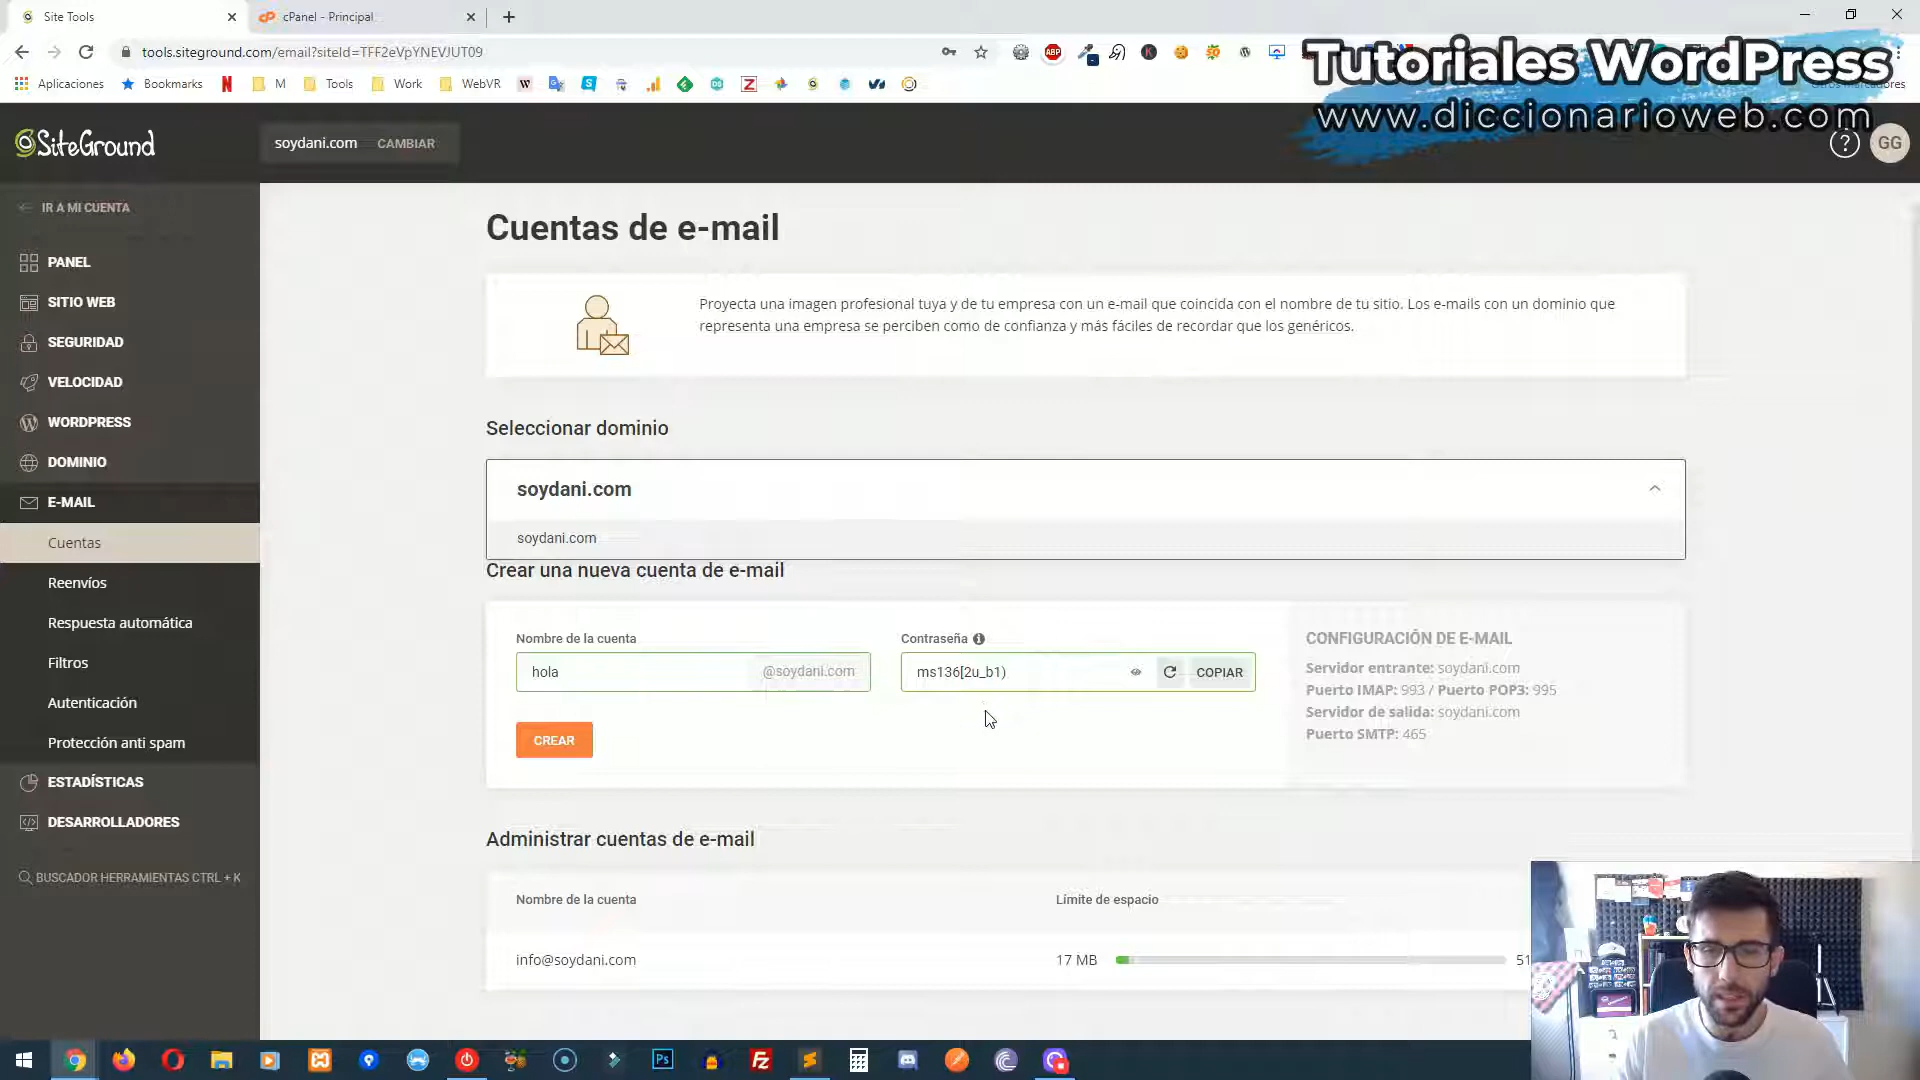 Site Tools
cPanel - Principal
tools.siteground.com/email?siteId=TFF2eVpYNEVJUT09
Tutoriales WordPress
www.diccionarioweb.com
Aplicaciones
Bookmarks
M
Tools
Work
WebVR
SiteGround
soydani.com
CAMBIAR
GG
IR A MI CUENTA
PANEL
SITIO WEB
SEGURIDAD
VELOCIDAD
WORDPRESS
DOMINIO
E-MAIL
Cuentas
Reenvíos
Respuesta automática
Filtros
Autenticación
Protección anti spam
ESTADÍSTICAS
DESARROLLADORES
BUSCADOR HERRAMIENTAS CTRL + K
Cuentas de e-mail
Proyecta una imagen profesional tuya y de tu empresa con un e-mail que coincida con el nombre de tu sitio. Los e-mails con un dominio que
representa una empresa se perciben como de confianza y más fáciles de recordar que los genéricos.
Seleccionar dominio
soydani.com
soydani.com
Crear una nueva cuenta de e-mail
Nombre de la cuenta
hola
@soydani.com
Contraseña
ms136[2u_b1)
COPIAR
CREAR
CONFIGURACIÓN DE E-MAIL
Servidor entrante: soydani.com
Puerto IMAP: 993 / Puerto POP3: 995
Servidor de salida: soydani.com
Puerto SMTP: 465
Administrar cuentas de e-mail
Nombre de la cuenta
Límite de espacio
info@soydani.com
17 MB
51